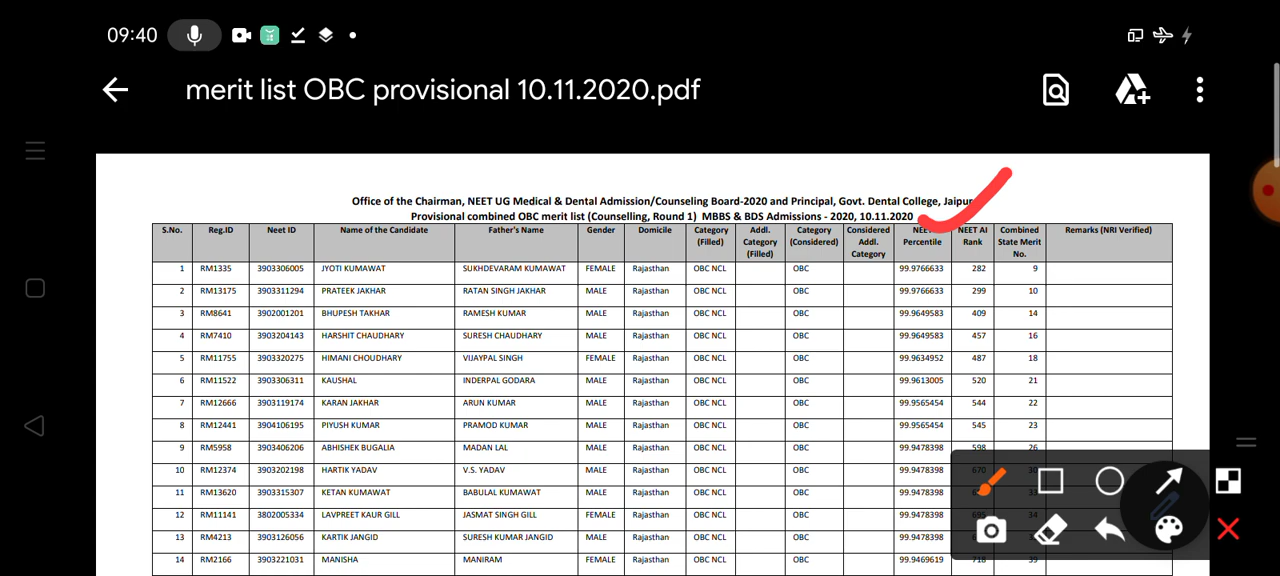 09:40
merit list OBC provisional 10.11.2020.pdf
Office of the Chairman, NEET UG Medical & Dental Admission/Counseling Board-2020 and Principal, Govt. Dental College, Jaipur
Provisional combined OBC merit list (Counselling, Round 1) MBBS & BDS Admissions - 2020, 10.11.2020
S.No. Reg.ID Neet ID Name of the Candidate Father's Name Gender Domicile Category (Filled) Addl. Category (Filled) Category (Considered) Considered Addl. Category NEET Percentile NEET AI Rank Combined State Merit No. Remarks (NRI Verified)
1 RM1335 3903306005 JYOTI KUMAWAT SUKHDEVARAM KUMAWAT FEMALE Rajasthan OBC NCL OBC 99.9766633 282 9
2 RM13175 3903311294 PRATEEK JAKHAR RATAN SINGH JAKHAR MALE Rajasthan OBC NCL OBC 99.9766633 299 10
3 RM8641 3902001201 BHUPESH TAKHAR RAMESH KUMAR MALE Rajasthan OBC NCL OBC 99.9649583 409 14
4 RM7410 3903204143 HARSHIT CHAUDHARY SURESH CHAUDHARY MALE Rajasthan OBC NCL OBC 99.9649583 457 16
5 RM11755 3903320275 HIMANI CHOUDHARY VIJAYPAL SINGH FEMALE Rajasthan OBC NCL OBC 99.9634952 487 18
6 RM11522 3903306311 KAUSHAL INDERPAL GODARA MALE Rajasthan OBC NCL OBC 99.9613005 520 21
7 RM12666 3903119174 KARAN JAKHAR ARUN KUMAR MALE Rajasthan OBC NCL OBC 99.9565454 544 22
8 RM12441 3904106195 PIYUSH KUMAR PRAMOD KUMAR MALE Rajasthan OBC NCL OBC 99.9565454 545 23
9 RM5958 3903406206 ABHISHEK BUGALIA MADAN LAL MALE Rajasthan OBC NCL OBC 99.9478398 598 26
10 RM12374 3903202198 HARTIK YADAV V.S. YADAV MALE Rajasthan OBC NCL OBC 99.9478398 670
11 RM13620 3903315307 KETAN KUMAWAT BABULAL KUMAWAT MALE Rajasthan OBC NCL OBC 99.9478398
12 RM11141 3802005334 LAVPREET KAUR GILL JASMAT SINGH GILL FEMALE Rajasthan OBC NCL OBC 99.9478398 34
13 RM4213 3903126056 KARTIK JANGID SURESH KUMAR JANGID MALE Rajasthan OBC NCL OBC 99.9478398
14 RM2166 3903221031 MANISHA MANIRAM FEMALE Rajasthan OBC NCL OBC 99.9469619 718 39